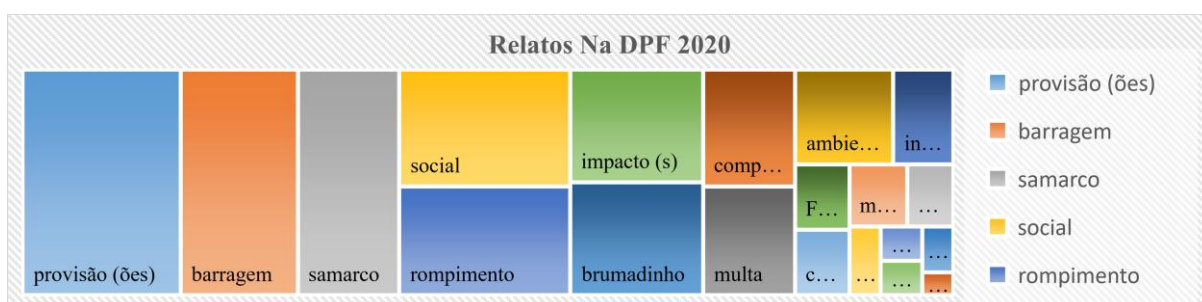 Relatos Na DPF 2020
provisão (ões)
barragem
samarco
social
rompimento
impacto (s)
brumadinho
comp…
multa
ambie…
in…
F…
m…
…
c…
…
…
…
…
…
provisão (ões)
barragem
samarco
social
rompimento